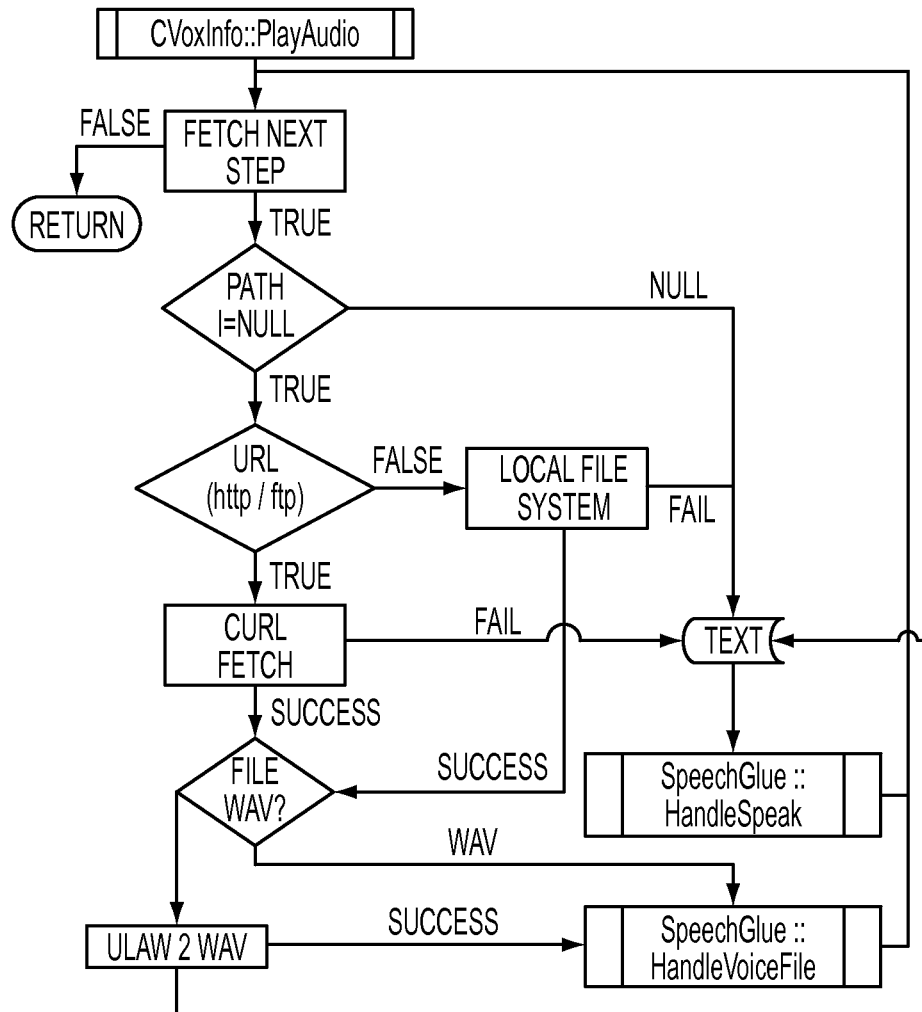 CVoxInfo::PlayAudio
FALSE
FETCH NEXT
STEP
RETURN
TRUE
PATH
I=NULL
NULL
TRUE
URL
(http / ftp)
FALSE
LOCAL FILE
SYSTEM
FAIL
TRUE
CURL
FETCH
FAIL
TEXT
SUCCESS
FILE
WAV?
SUCCESS
SpeechGlue ::
HandleSpeak
WAV
ULAW 2 WAV
SUCCESS
SpeechGlue ::
HandleVoiceFile